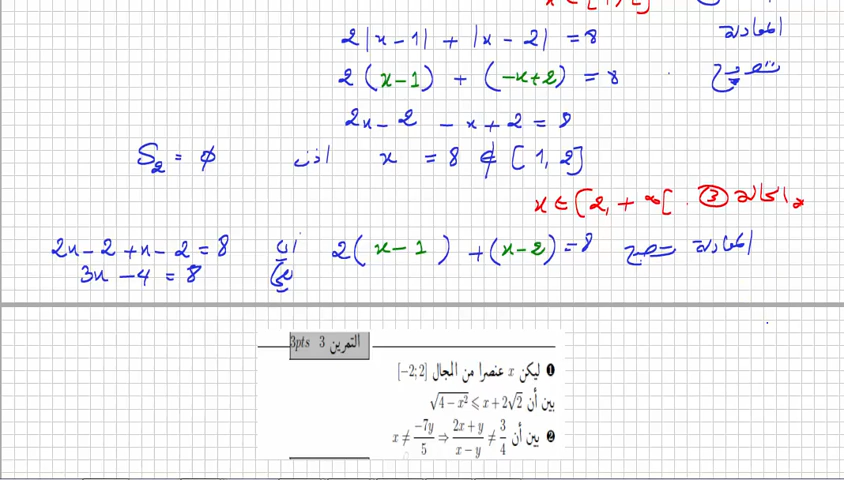 2|x-1| + |x-2| = 8 المعادلة
2(x-1) + (-x+2) = 8 تصبح
2x-2 -x+2 = 8
x = 8 ∉ [1,2] اذن S₂ = ϕ
الحالة ③ . x ∈ [2, +∞[
المعادلة تصبح 2(x-1) + (x-2) = 8 2x-2+x-2=8
3x-4=8
التمرين 3 3pts
❶ ليكن x عنصرا من المجال [-2;2]
بين أن √(4-x²) ⩽ x+2√2
❷ بين أن x ≠ -7y/5 ⇒ (2x+y)/(x-y) ≠ 3/4